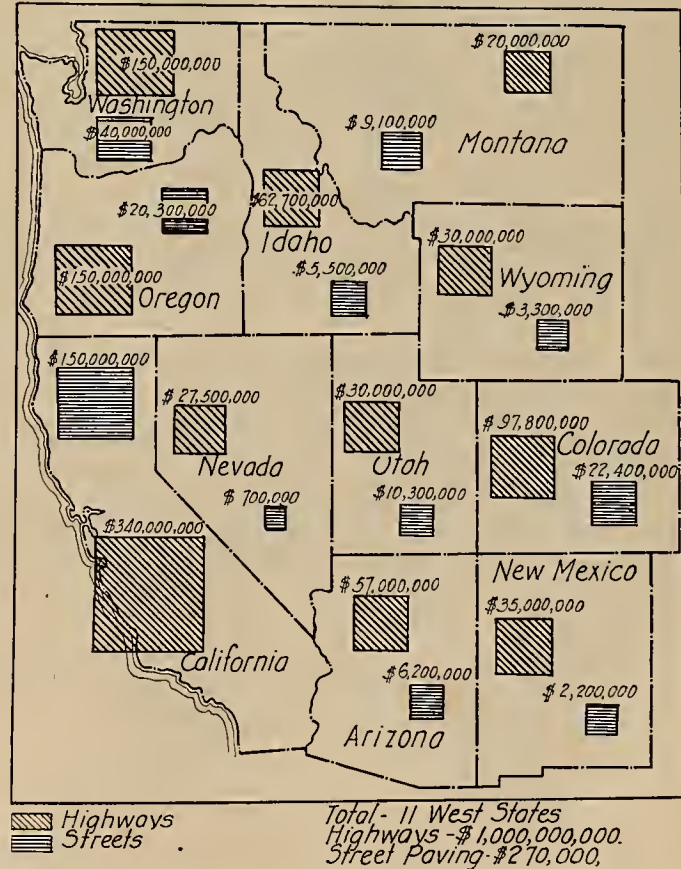 $20,000,000
$150,000,000
Washington
$40,000,000
$9,100,000
Montana
$20,300,000
$62,700,000
Idaho
$150,000,000
Oregon
$5,500,000
$30,000,000
Wyoming
$3,300,000
$150,000,000
$27,500,000
Nevada
$700,000
$30,000,000
Utah
$10,300,000
$97,800,000
Colorada
$22,400,000
$340,000,000
California
$57,000,000
$6,200,000
Arizona
New Mexico
$35,000,000
$2,200,000
Highways
Streets
Total - 11 West States
Highways - $1,000,000,000.
Street Paving - $270,000,